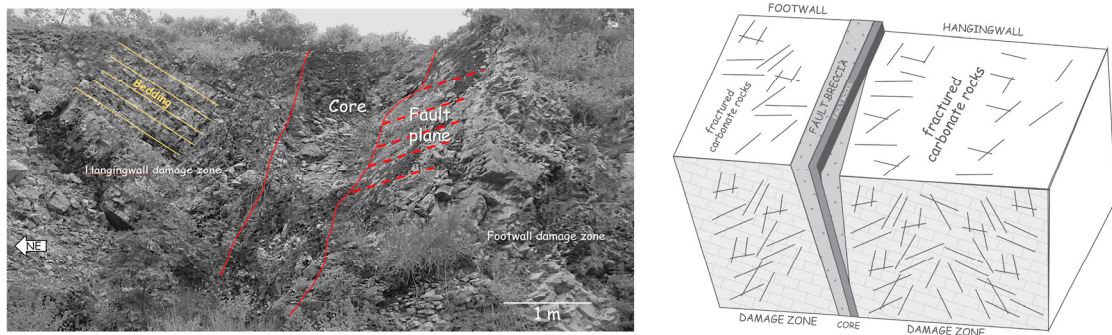 Bedding
Core
Fault
plane
Hangingwall damage zone
Footwall damage zone
NE
1 m
FOOTWALL
HANGINGWALL
FAULT BRECCIA
fractured
carbonate rocks
fractured
carbonate rocks
DAMAGE ZONE
CORE
DAMAGE ZONE